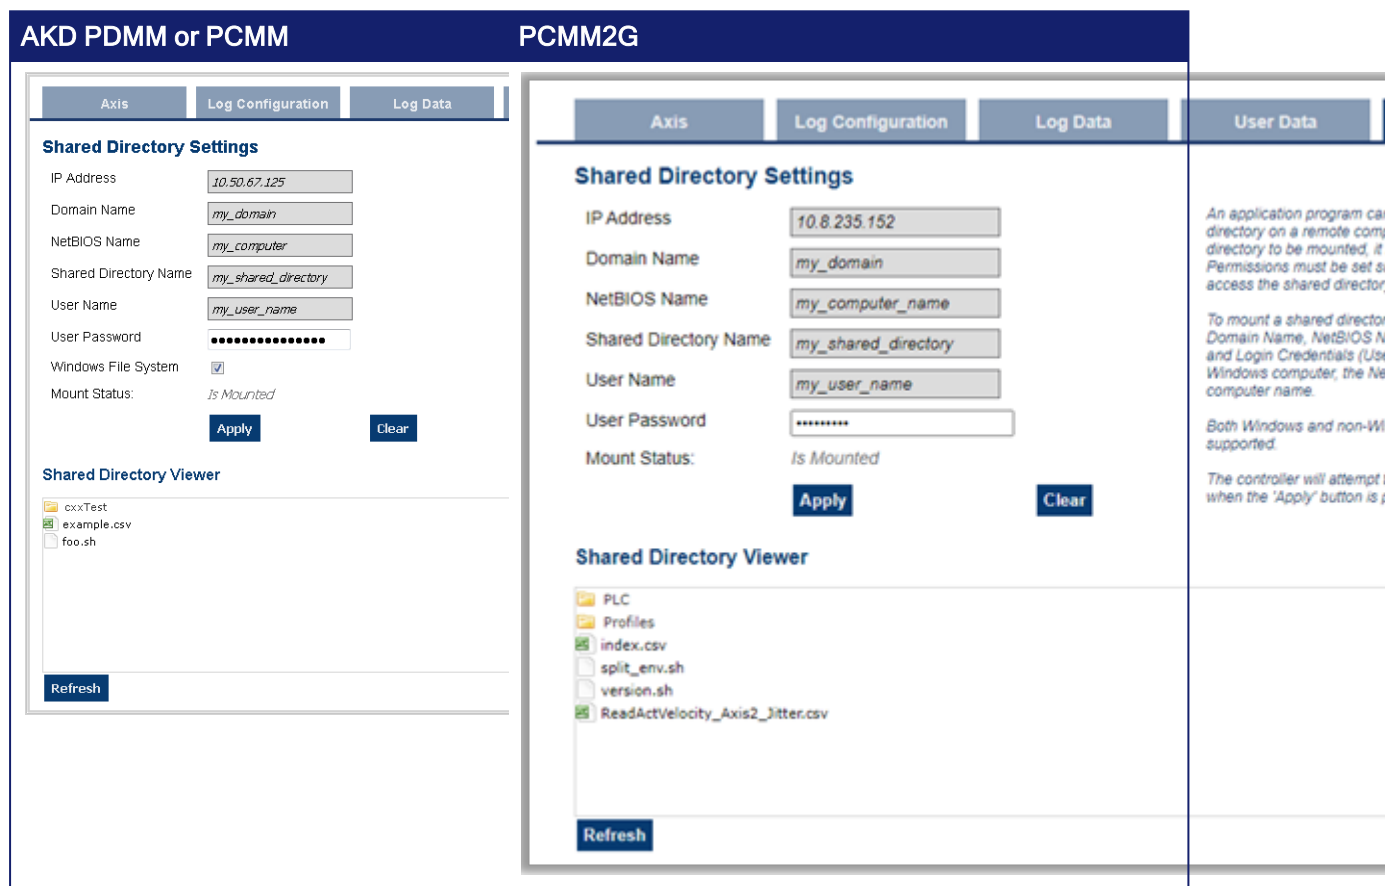 AKD PDMM or PCMM
PCMM2G
Axis
Log Configuration
Log Data
Shared Directory Settings
IP Address
10.50.67.125
Domain Name
my_domain
NetBIOS Name
my_computer
Shared Directory Name
my_shared_directory
User Name
my_user_name
User Password
•••••••••••••••
Windows File System
Mount Status:
Is Mounted
Apply
Clear
Shared Directory Viewer
cxxTest
example.csv
foo.sh
Refresh
Axis
Log Configuration
Log Data
User Data
Shared Directory Settings
IP Address
10.8.235.152
Domain Name
my_domain
NetBIOS Name
my_computer_name
Shared Directory Name
my_shared_directory
User Name
my_user_name
User Password
•••••••••
Mount Status:
Is Mounted
Apply
Clear
An application program
directory on a remote
directory to be mounted, it
Permissions must be set
access the shared
To mount a shared
Domain Name, NetBIOS
and Login Credentials
Windows computer, the
computer name.
Both Windows and
supported.
The controller will attempt
when the 'Apply' button is
Shared Directory Viewer
PLC
Profiles
index.csv
split_env.sh
version.sh
ReadActVelocity_Axis2_Jitter.csv
Refresh